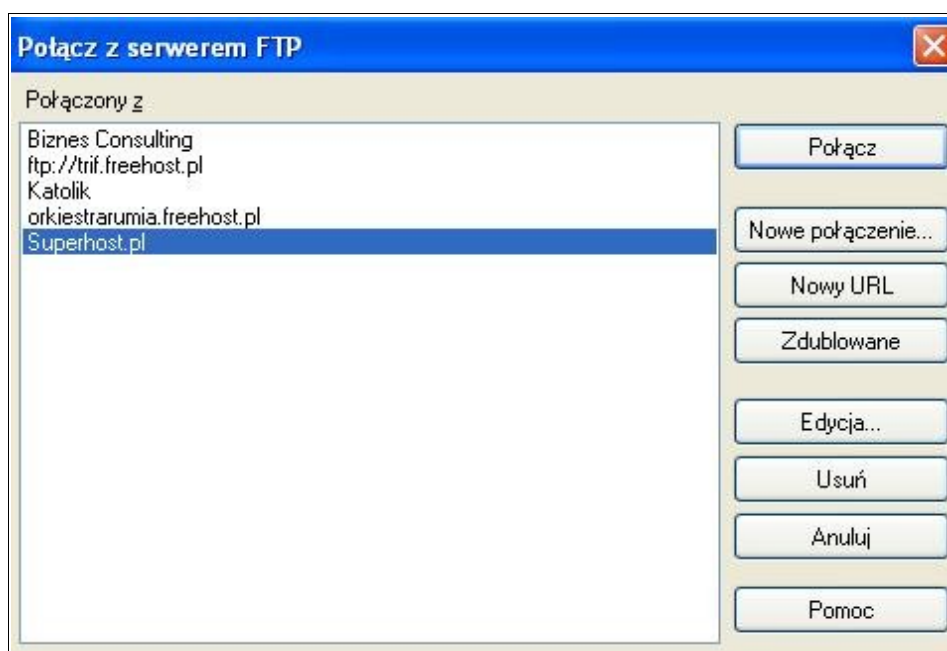 Połącz z serwerem FTP
Połączony z
Biznes Consulting
ftp://trif.freehost.pl
Katolik
orkiestrarumia.freehost.pl
Superhost.pl
Połącz
Nowe połączenie...
Nowy URL
Zdublowane
Edycja...
Usuń
Anuluj
Pomoc